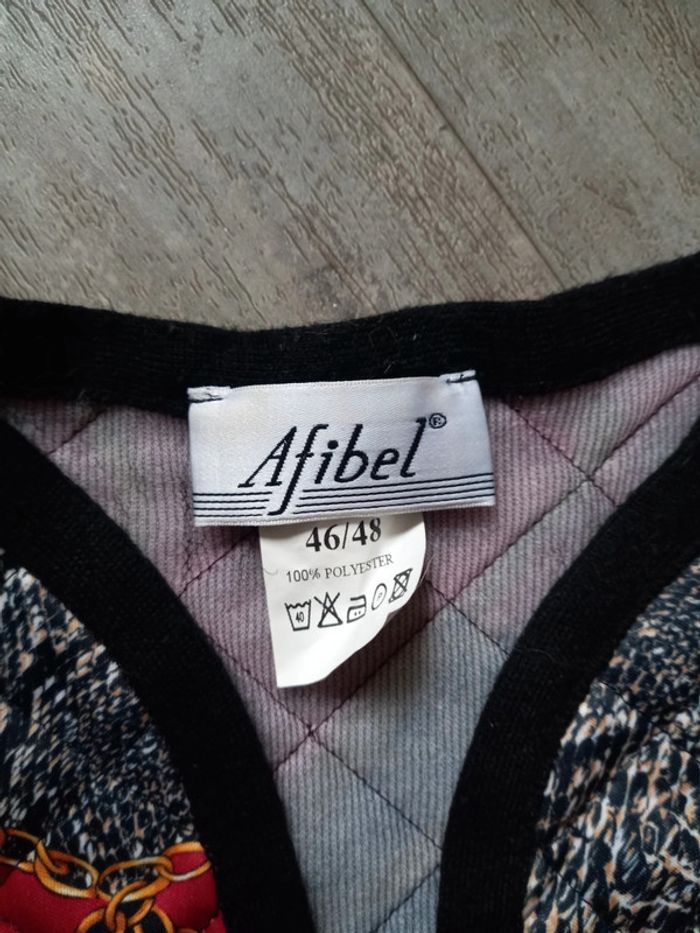 Afibel®
46/48
100% POLYESTER
40 P